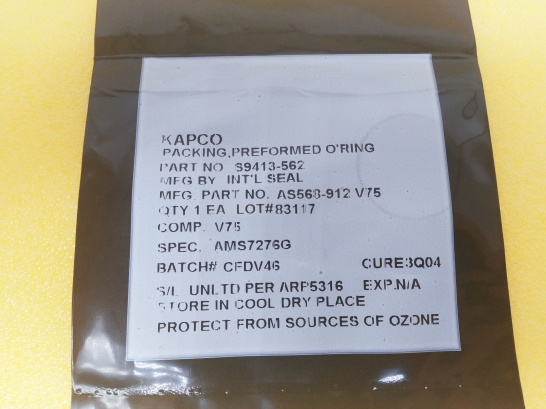 KAPCO
PACKING,PREFORMED O'RING
PART NO. S9413-562
MFG BY INT'L SEAL
MFG. PART NO. AS568-912 V75
QTY 1 EA LOT#83117
COMP. V75
SPEC. AMS7276G
BATCH# CFDV46 CURE3Q04
S/L UNLTD PER ARP5316 EXP.N/A
STORE IN COOL DRY PLACE
PROTECT FROM SOURCES OF OZONE